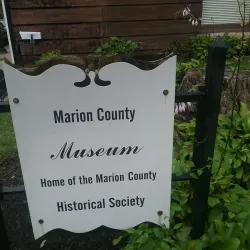 Marion County
Museum
Home of the Marion County
Historical Society